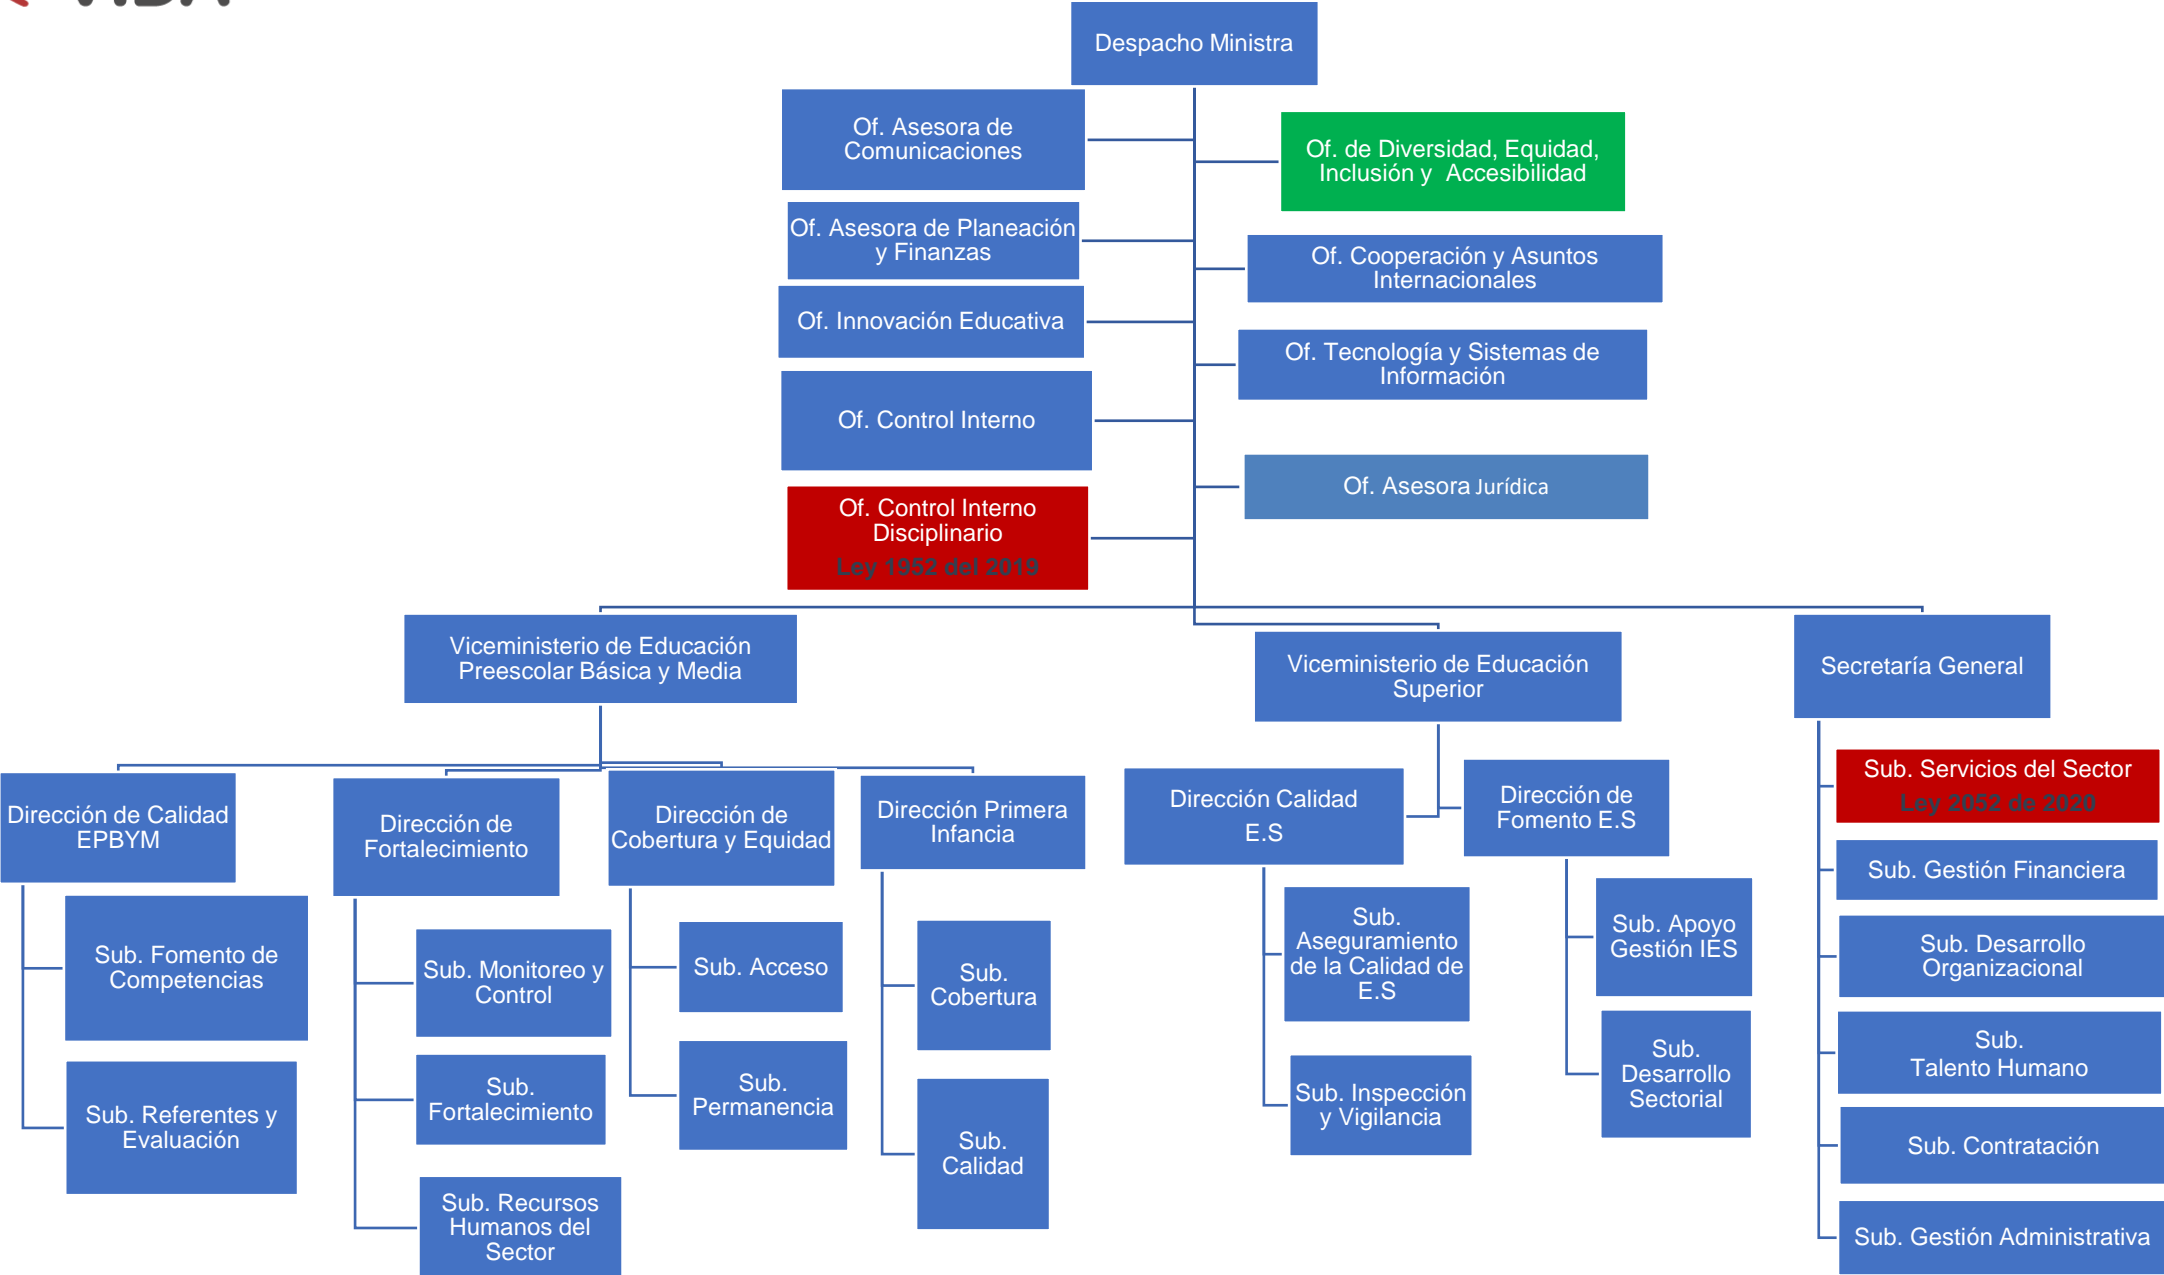 Despacho Ministra
Of. Asesora de
Comunicaciones
Of. de Diversidad, Equidad,
Inclusión y Accesibilidad
Of. Asesora de Planeación
y Finanzas
Of. Cooperación y Asuntos
Internacionales
Of. Innovación Educativa
Of. Tecnología y Sistemas de
Información
Of. Control Interno
Of. Asesora Jurídica
Of. Control Interno
Disciplinario
Ley 1952 del 2019
Viceministerio de Educación
Preescolar Básica y Media
Viceministerio de Educación
Superior
Secretaría General
Dirección de Calidad
EPBYM
Sub. Fomento de
Competencias
Sub. Referentes y
Evaluación
Dirección de
Fortalecimiento
Sub. Monitoreo y
Control
Sub.
Fortalecimiento
Sub. Recursos
Humanos del
Sector
Dirección de
Cobertura y Equidad
Sub. Acceso
Sub.
Permanencia
Dirección Primera
Infancia
Sub.
Cobertura
Sub.
Calidad
Dirección Calidad
E.S
Sub.
Aseguramiento
de la Calidad de
E.S
Sub. Inspección
y Vigilancia
Dirección de
Fomento E.S
Sub. Apoyo
Gestión IES
Sub.
Desarrollo
Sectorial
Sub. Servicios del Sector
Ley 2052 de 2020
Sub. Gestión Financiera
Sub. Desarrollo
Organizacional
Sub.
Talento Humano
Sub. Contratación
Sub. Gestión Administrativa